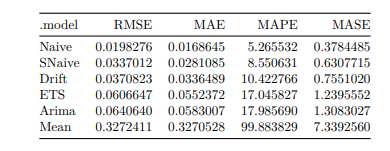 .model RMSE MAE MAPE MASE
Naive 0.0198276 0.0168645 5.265532 0.3784485
SNaive 0.0337012 0.0281085 8.550631 0.6307715
Drift 0.0370823 0.0336489 10.422766 0.7551020
ETS 0.0606647 0.0552372 17.045827 1.2395552
Arima 0.0640640 0.0583007 17.985690 1.3083027
Mean 0.3272411 0.3270528 99.883829 7.3392560